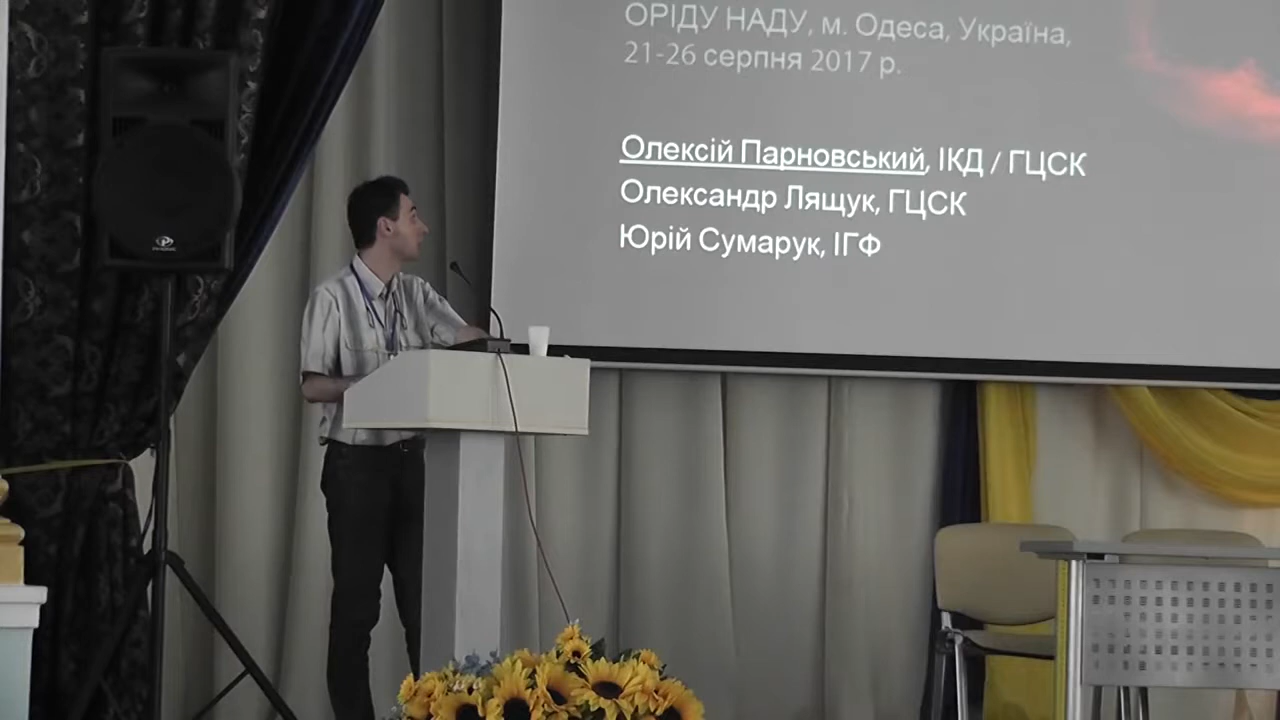 ОРІДУ НАДУ, м. Одеса, Україна,
21-26 серпня 2017 р.
Олексій Парновський, ІКД / ГЦСК
Олександр Лящук, ГЦСК
Юрій Сумарук, ІГФ